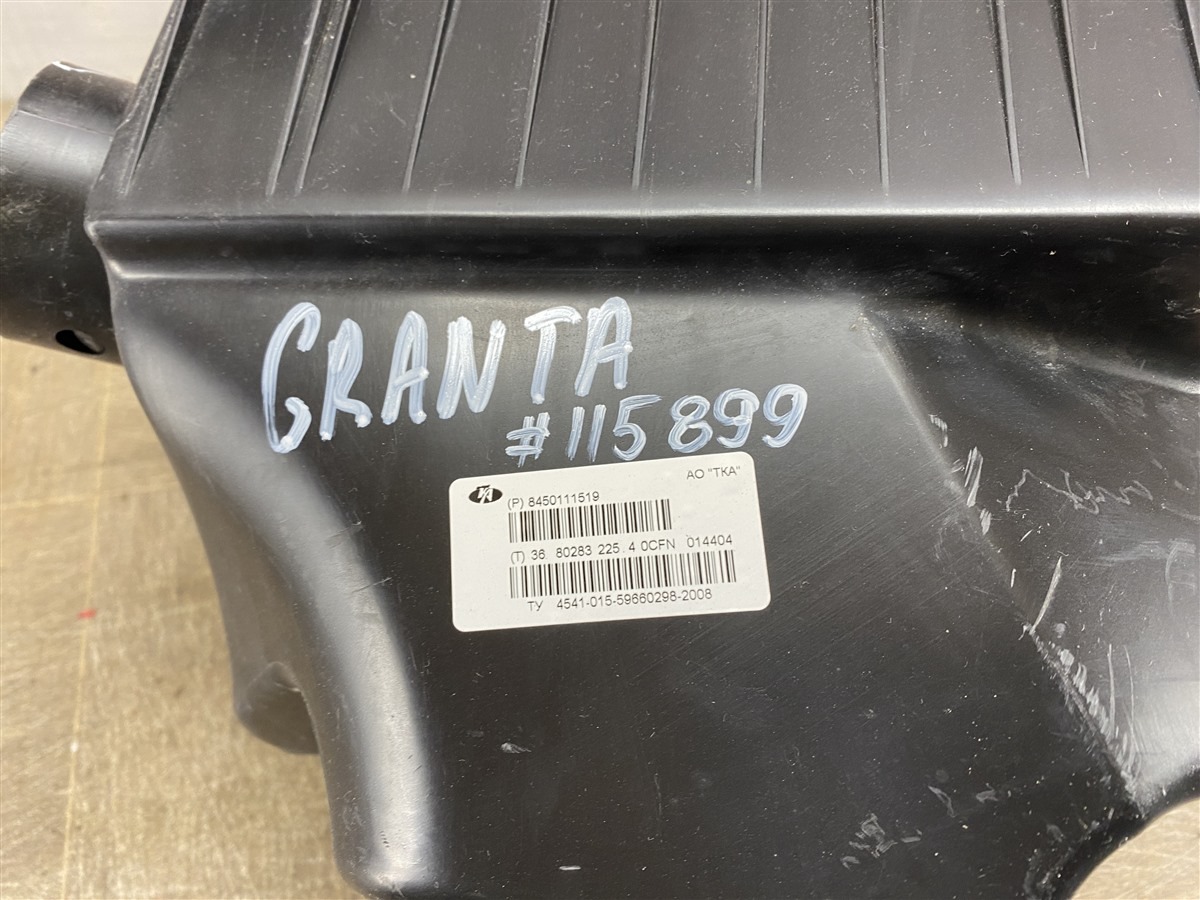 GRANTA
#115899
АО "ТКА"
(P) 8450111519
(T) 36 80283 225.4 0CFN 014404
ТУ 4541-015-59660298-2008